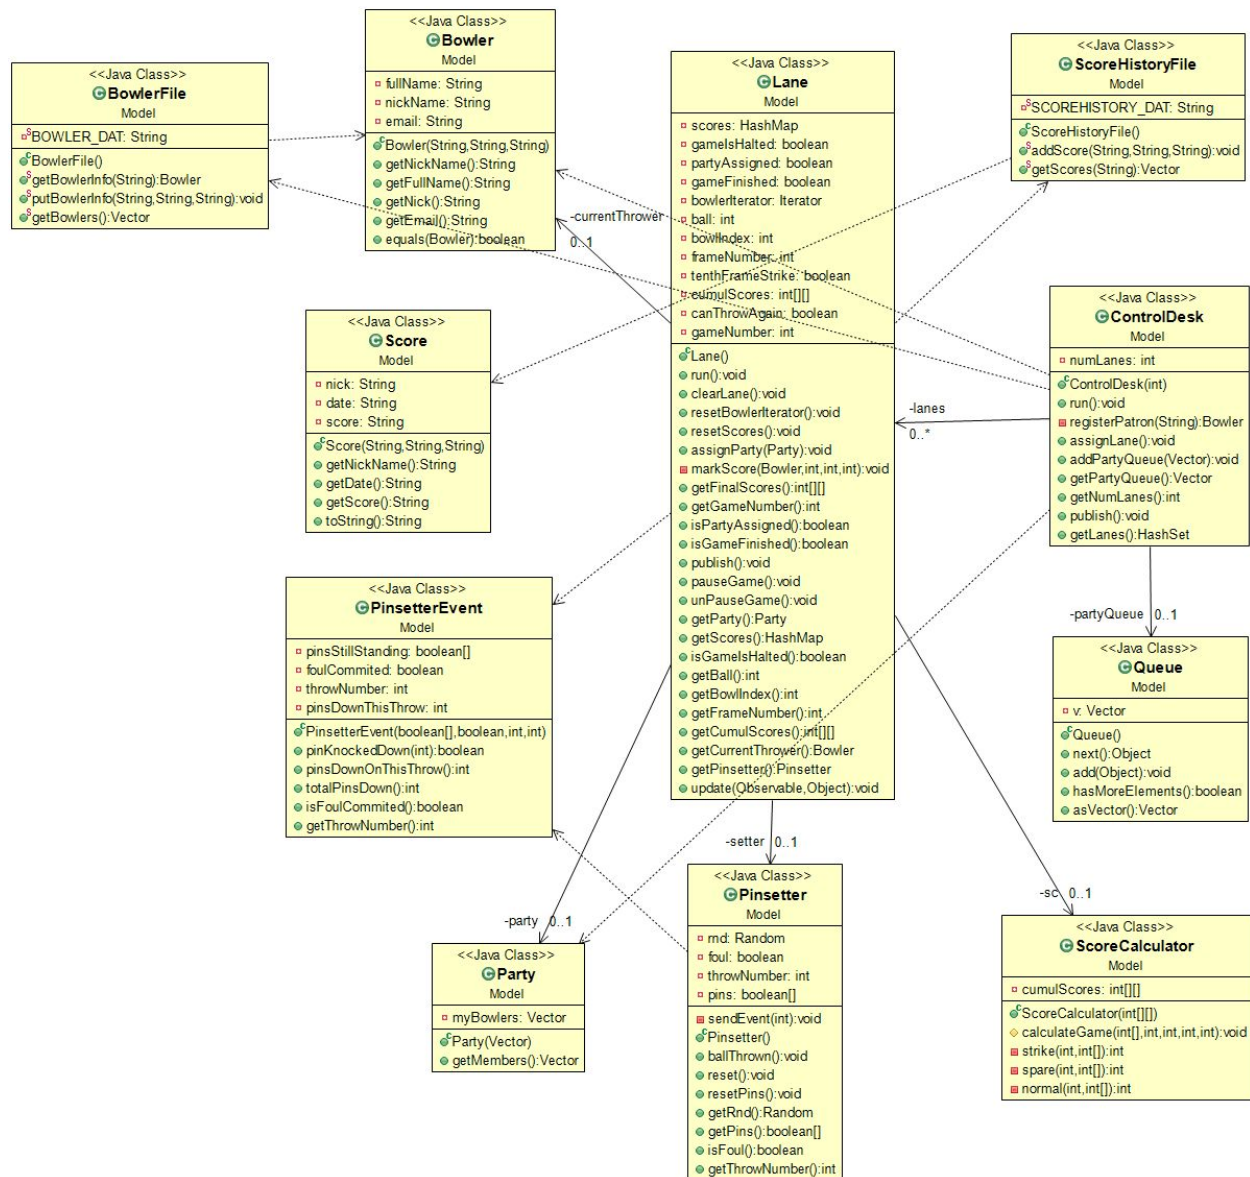 <<Java Class>>
BowlerFile
Model
BOWLER_DAT: String
BowlerFile()
getBowlerInfo(String):Bowler
putBowlerInfo(String,String,String):void
getBowlers():Vector
<<Java Class>>
Bowler
Model
fullName: String
nickName: String
email: String
Bowler(String,String,String)
getNickName():String
getFullName():String
getNick():String
getEmail():String
equals(Bowler):boolean
-currentThrower
0..1
<<Java Class>>
Lane
Model
scores: HashMap
gameIsHalted: boolean
partyAssigned: boolean
gameFinished: boolean
bowlerIterator: Iterator
ball: int
bowlIndex: int
frameNumber: int
tenthFrameStrike: boolean
cumulScores: int[][]
canThrowAgain: boolean
gameNumber: int
Lane()
run():void
clearLane():void
resetBowlerIterator():void
resetScores():void
assignParty(Party):void
markScore(Bowler,int,int,int):void
getFinalScores():int[][]
getGameNumber():int
isPartyAssigned():boolean
isGameFinished():boolean
publish():void
pauseGame():void
unPauseGame():void
getParty():Party
getScores():HashMap
isGameIsHalted():boolean
getBall():int
getBowlIndex():int
getFrameNumber():int
getCumulScores():int[][]
getCurrentThrower():Bowler
getPinsetter():Pinsetter
update(Observable,Object):void
<<Java Class>>
ScoreHistoryFile
Model
SCOREHISTORY_DAT: String
ScoreHistoryFile()
addScore(String,String,String):void
getScores(String):Vector
<<Java Class>>
ControlDesk
Model
numLanes: int
ControlDesk(int)
run():void
registerPatron(String):Bowler
assignLane():void
addPartyQueue(Vector):void
getPartyQueue():Vector
getNumLanes():int
publish():void
getLanes():HashSet
-lanes
0..*
<<Java Class>>
Score
Model
nick: String
date: String
score: String
Score(String,String,String)
getNickName():String
getDate():String
getScore():String
toString():String
<<Java Class>>
PinsetterEvent
Model
pinsStillStanding: boolean[]
foulCommited: boolean
throwNumber: int
pinsDownThisThrow: int
PinsetterEvent(boolean[],boolean,int,int)
pinKnockedDown(int):boolean
pinsDownOnThisThrow():int
totalPinsDown():int
isFoulCommited():boolean
getThrowNumber():int
-partyQueue 0..1
<<Java Class>>
Queue
Model
v: Vector
Queue()
next():Object
add(Object):void
hasMoreElements():boolean
asVector():Vector
-party 0..1
<<Java Class>>
Party
Model
myBowlers: Vector
Party(Vector)
getMembers():Vector
-setter 0..1
<<Java Class>>
Pinsetter
Model
rnd: Random
foul: boolean
throwNumber: int
pins: boolean[]
sendEvent(int):void
Pinsetter()
ballThrown():void
reset():void
resetPins():void
getRnd():Random
getPins():boolean[]
isFoul():boolean
getThrowNumber():int
-sc 0..1
<<Java Class>>
ScoreCalculator
Model
cumulScores: int[][]
ScoreCalculator(int[][])
calculateGame(int[],int,int,int,int):void
strike(int,int[]):int
spare(int,int[]):int
normal(int,int[]):int